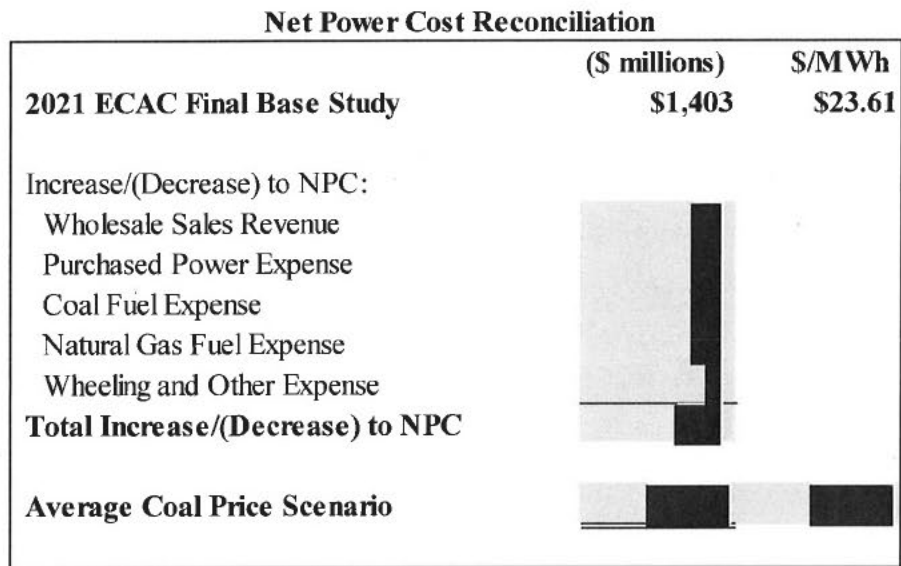 Net Power Cost Reconciliation
($ millions) $/MWh
2021 ECAC Final Base Study $1,403 $23.61
Increase/(Decrease) to NPC:
Wholesale Sales Revenue
Purchased Power Expense
Coal Fuel Expense
Natural Gas Fuel Expense
Wheeling and Other Expense
Total Increase/(Decrease) to NPC
Average Coal Price Scenario